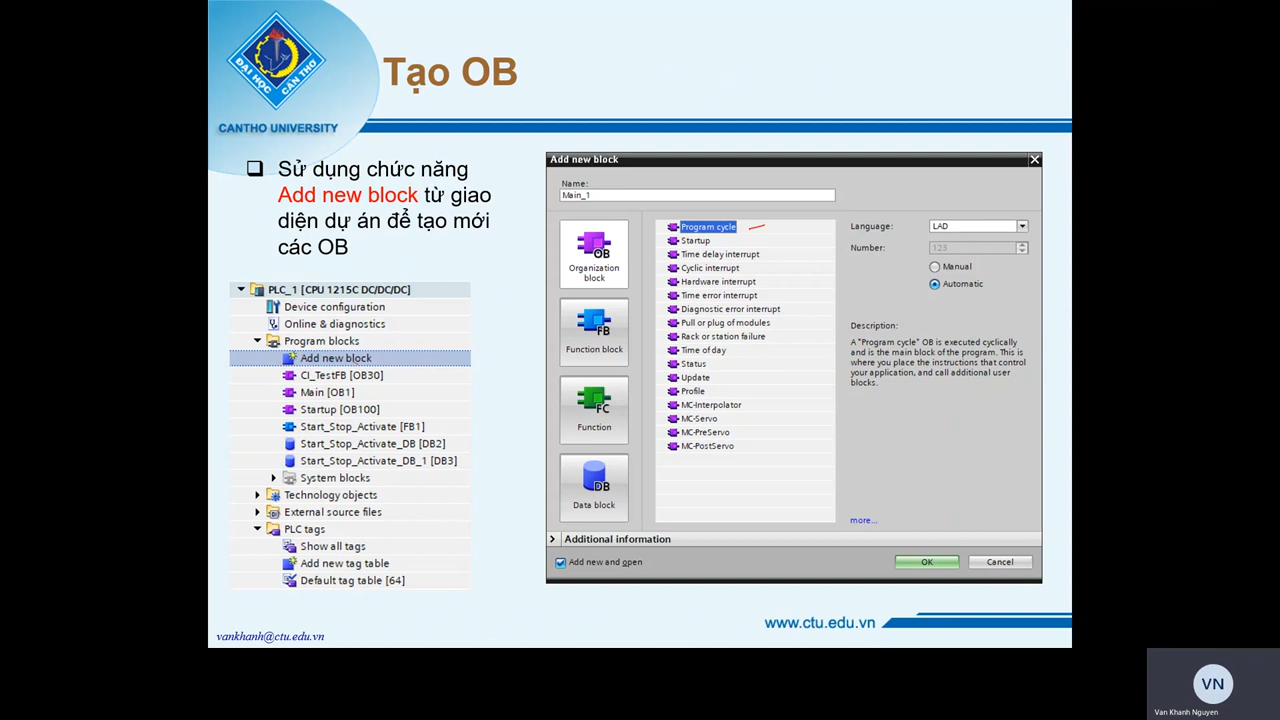 ĐẠI HỌC CẦN THƠ
CANTHO UNIVERSITY
Tạo OB
Sử dụng chức năng
Add new block từ giao
diện dự án để tạo mới
các OB
PLC_1 [CPU 1215C DC/DC/DC]
Device configuration
Online & diagnostics
Program blocks
Add new block
CI_TestFB [OB30]
Main [OB1]
Startup [OB100]
Start_Stop_Activate [FB1]
Start_Stop_Activate_DB [DB2]
Start_Stop_Activate_DB_1 [DB3]
System blocks
Technology objects
External source files
PLC tags
Show all tags
Add new tag table
Default tag table [64]
Add new block
Name:
Main_1
OB
Organization
block
FB
Function block
FC
Function
DB
Data block
Program cycle
Startup
Time delay interrupt
Cyclic interrupt
Hardware interrupt
Time error interrupt
Diagnostic error interrupt
Pull or plug of modules
Rack or station failure
Time of day
Status
Update
Profile
MC-Interpolator
MC-Servo
MC-PreServo
MC-PostServo
Language:
LAD
Number:
123
Manual
Automatic
Description:
A "Program cycle" OB is executed cyclically
and is the main block of the program. This is
where you place the instructions that control
your application, and call additional user
blocks.
more...
Additional information
Add new and open
OK
Cancel
www.ctu.edu.vn
vankhanh@ctu.edu.vn
VN
Van Khanh Nguyen